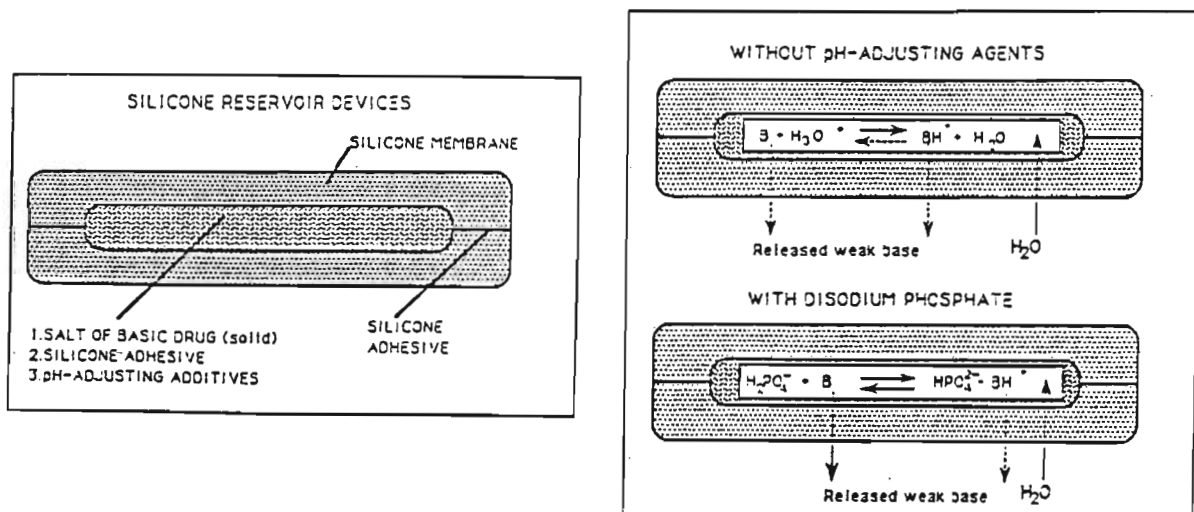 SILICONE RESERVOIR DEVICES
SILICONE MEMBRANE
1.SALT OF BASIC DRUG (solid)
2.SILICONE ADHESIVE
3.pH-ADJUSTING ADDITIVES
SILICONE
ADHESIVE
WITHOUT pH-ADJUSTING AGENTS
B + H₃O⁺ BH⁺ + H₂O
Released weak base
H₂O
WITH DISODIUM PHOSPHATE
H₂PO₄⁻ + B HPO₄²⁻ BH⁺
Released weak base
H₂O